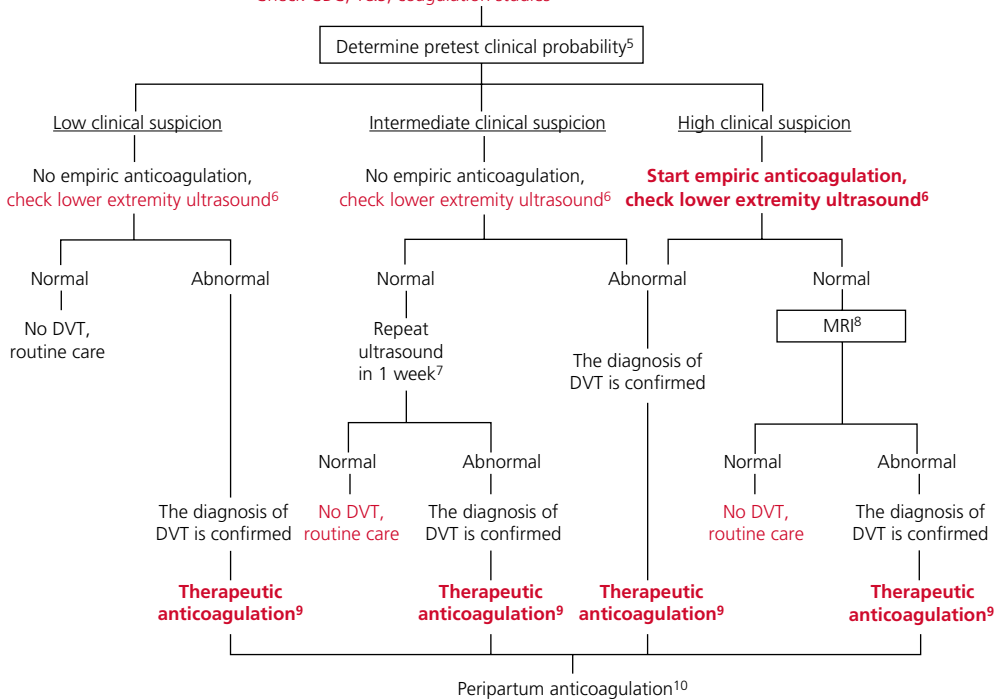 Determine pretest clinical probability⁵
Low clinical suspicion
Intermediate clinical suspicion
High clinical suspicion
No empiric anticoagulation,
check lower extremity ultrasound⁶
No empiric anticoagulation,
check lower extremity ultrasound⁶
Start empiric anticoagulation,
check lower extremity ultrasound⁶
Normal
Abnormal
Normal
Abnormal
Normal
No DVT,
routine care
Repeat
ultrasound
in 1 week⁷
The diagnosis of
DVT is confirmed
MRI⁸
Normal
Abnormal
Normal
Abnormal
The diagnosis of
DVT is confirmed
No DVT,
routine care
The diagnosis of
DVT is confirmed
No DVT,
routine care
The diagnosis of
DVT is confirmed
Therapeutic
anticoagulation⁹
Therapeutic
anticoagulation⁹
Therapeutic
anticoagulation⁹
Therapeutic
anticoagulation⁹
Peripartum anticoagulation¹⁰